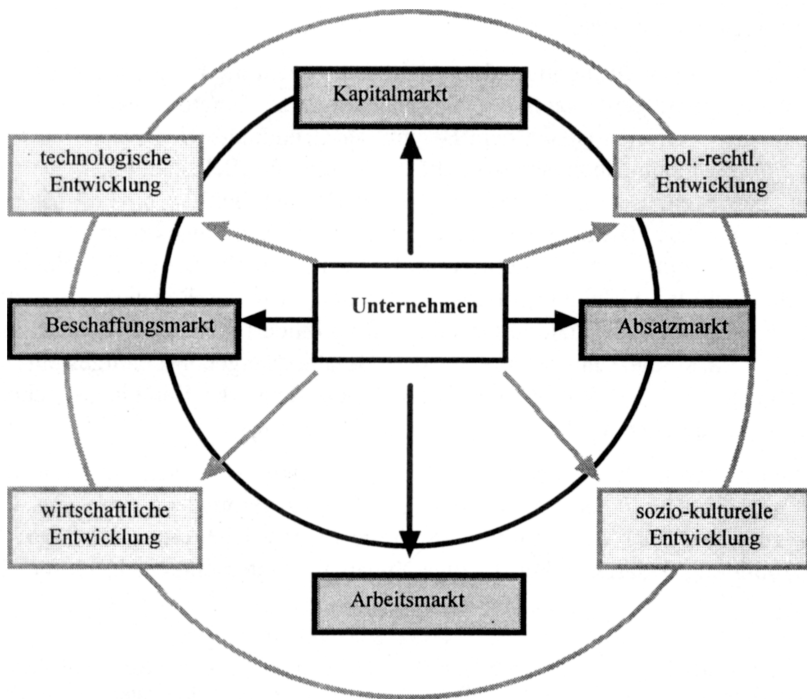 Kapitalmarkt
technologische
Entwicklung
pol.-rechtl.
Entwicklung
Unternehmen
Beschaffungsmarkt
Absatzmarkt
wirtschaftliche
Entwicklung
sozio-kulturelle
Entwicklung
Arbeitsmarkt